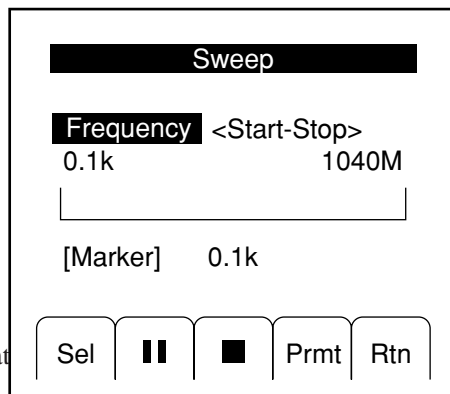 Sweep
Frequency <Start-Stop>
0.1k 1040M
[Marker] 0.1k
Sel Prmt Rtn